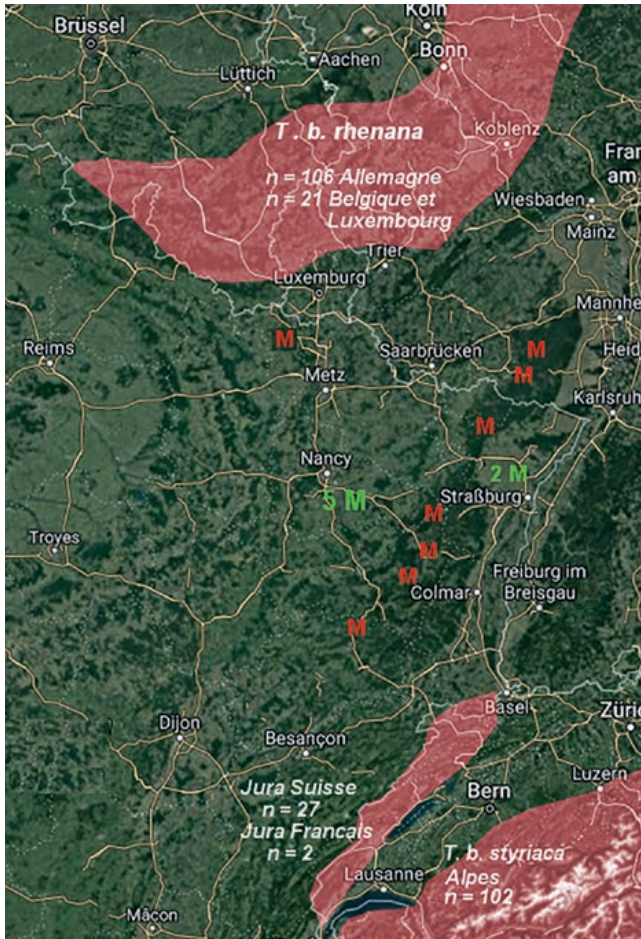 Köln
Brüssel
Aachen
Bonn
Lüttich
T. b. rhenana
Koblenz
n = 106 Allemagne
n = 21 Belgique et
Luxembourg
Fran
am
Wiesbaden
Mainz
Trier
Luxemburg
Mannhe
M
M
Reims
Saarbrücken
Heid
M
Metz
Karlsruh
M
Nancy
2 M
5 M
Straßburg
M
Troyes
M
Freiburg im
Breisgau
M
Colmar
M
Basel
Dijon
Besançon
Züric
Jura Suisse
n = 27
Jura Francais
n = 2
Bern
Luzern
T. b. styriaca
Alpes
n = 102
Lausanne
Mâcon